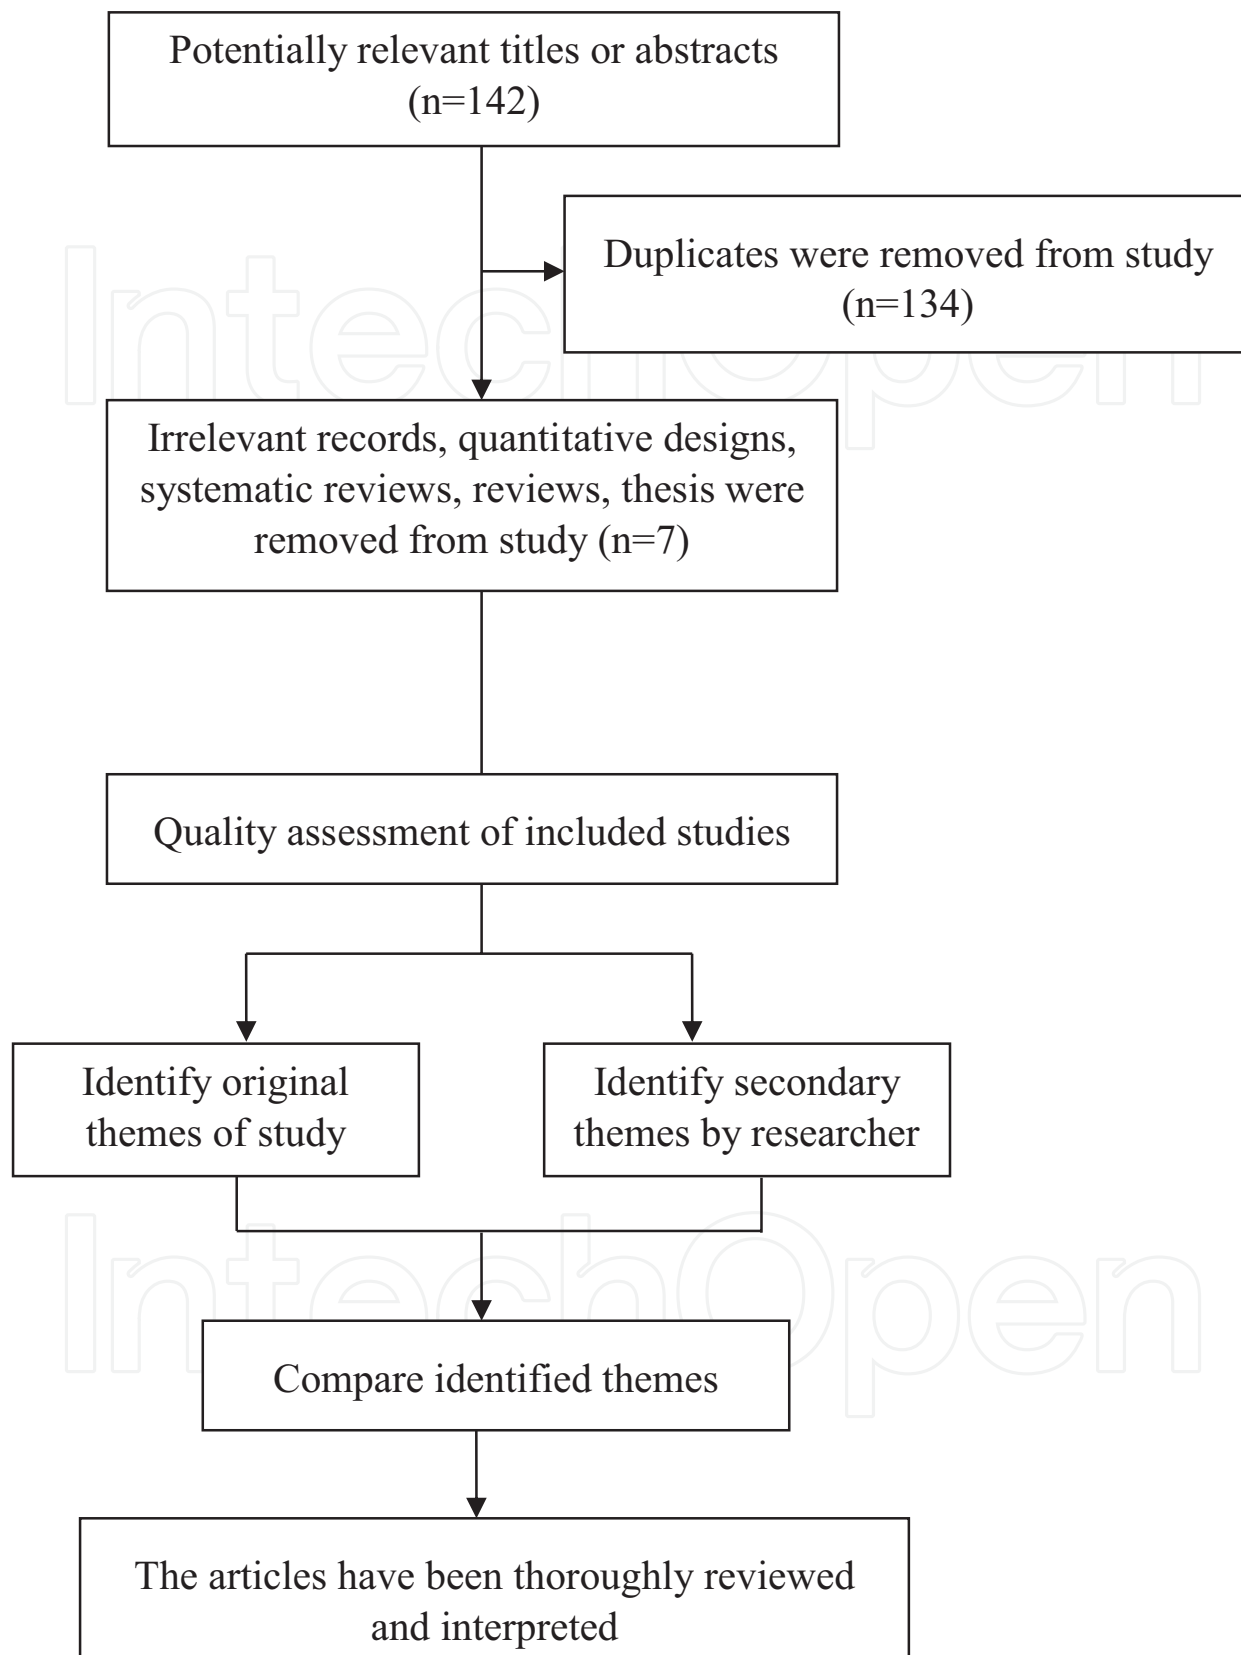 Potentially relevant titles or abstracts
(n=142)
Duplicates were removed from study
(n=134)
Irrelevant records, quantitative designs,
systematic reviews, reviews, thesis were
removed from study (n=7)
Quality assessment of included studies
Identify original
themes of study
Identify secondary
themes by researcher
Compare identified themes
The articles have been thoroughly reviewed
and interpreted
IntechOpen
IntechOpen